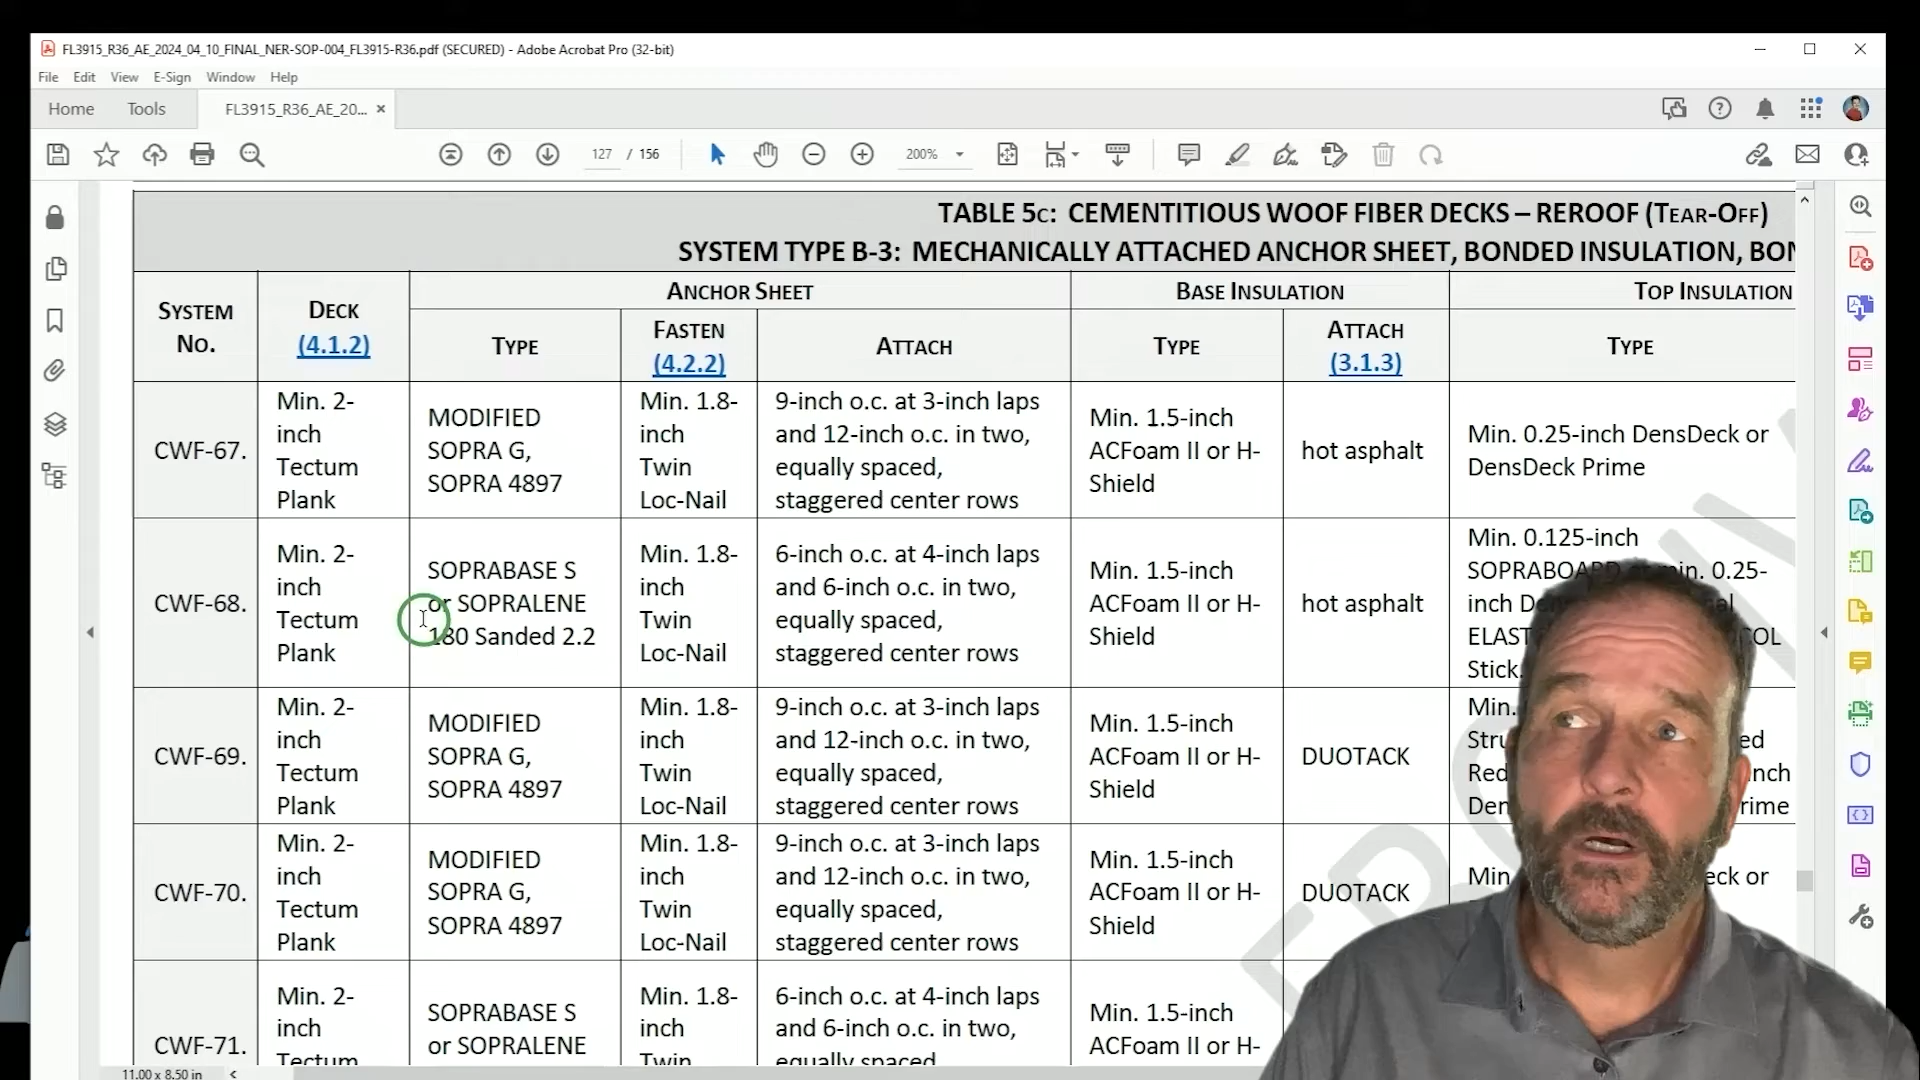 FL3915_R36_AE_2024_04_10_FINAL_NER-SOP-004_FL3915-R36.pdf (SECURED) - Adobe Acrobat Pro (32-bit)
File Edit View E-Sign Window Help
Home Tools FL3915_R36_AE_20...
127 / 156 200%
TABLE 5C: CEMENTITIOUS WOOF FIBER DECKS – REROOF (TEAR-OFF)
SYSTEM TYPE B-3: MECHANICALLY ATTACHED ANCHOR SHEET, BONDED INSULATION, BON
SYSTEM
No.
DECK
(4.1.2)
ANCHOR SHEET
BASE INSULATION
TOP INSULATION
TYPE
FASTEN
(4.2.2)
ATTACH
TYPE
ATTACH
(3.1.3)
TYPE
CWF-67.
Min. 2-
inch
Tectum
Plank
MODIFIED
SOPRA G,
SOPRA 4897
Min. 1.8-
inch
Twin
Loc-Nail
9-inch o.c. at 3-inch laps
and 12-inch o.c. in two,
equally spaced,
staggered center rows
Min. 1.5-inch
ACFoam II or H-
Shield
hot asphalt
Min. 0.25-inch DensDeck or
DensDeck Prime
CWF-68.
Min. 2-
inch
Tectum
Plank
SOPRABASE S
or SOPRALENE
180 Sanded 2.2
Min. 1.8-
inch
Twin
Loc-Nail
6-inch o.c. at 4-inch laps
and 6-inch o.c. in two,
equally spaced,
staggered center rows
Min. 1.5-inch
ACFoam II or H-
Shield
hot asphalt
Min. 0.125-inch
SOPRABOARD or min. 0.25-
inch
Stick.
CWF-69.
Min. 2-
inch
Tectum
Plank
MODIFIED
SOPRA G,
SOPRA 4897
Min. 1.8-
inch
Twin
Loc-Nail
9-inch o.c. at 3-inch laps
and 12-inch o.c. in two,
equally spaced,
staggered center rows
Min. 1.5-inch
ACFoam II or H-
Shield
DUOTACK
Min.
CWF-70.
Min. 2-
inch
Tectum
Plank
MODIFIED
SOPRA G,
SOPRA 4897
Min. 1.8-
inch
Twin
Loc-Nail
9-inch o.c. at 3-inch laps
and 12-inch o.c. in two,
equally spaced,
staggered center rows
Min. 1.5-inch
ACFoam II or H-
Shield
DUOTACK
Min.
CWF-71.
Min. 2-
inch
Tectum
SOPRABASE S
or SOPRALENE
Min. 1.8-
inch
Twin
6-inch o.c. at 4-inch laps
and 6-inch o.c. in two,
equally spaced,
Min. 1.5-inch
ACFoam II or H-
11.00 x 8.50 in